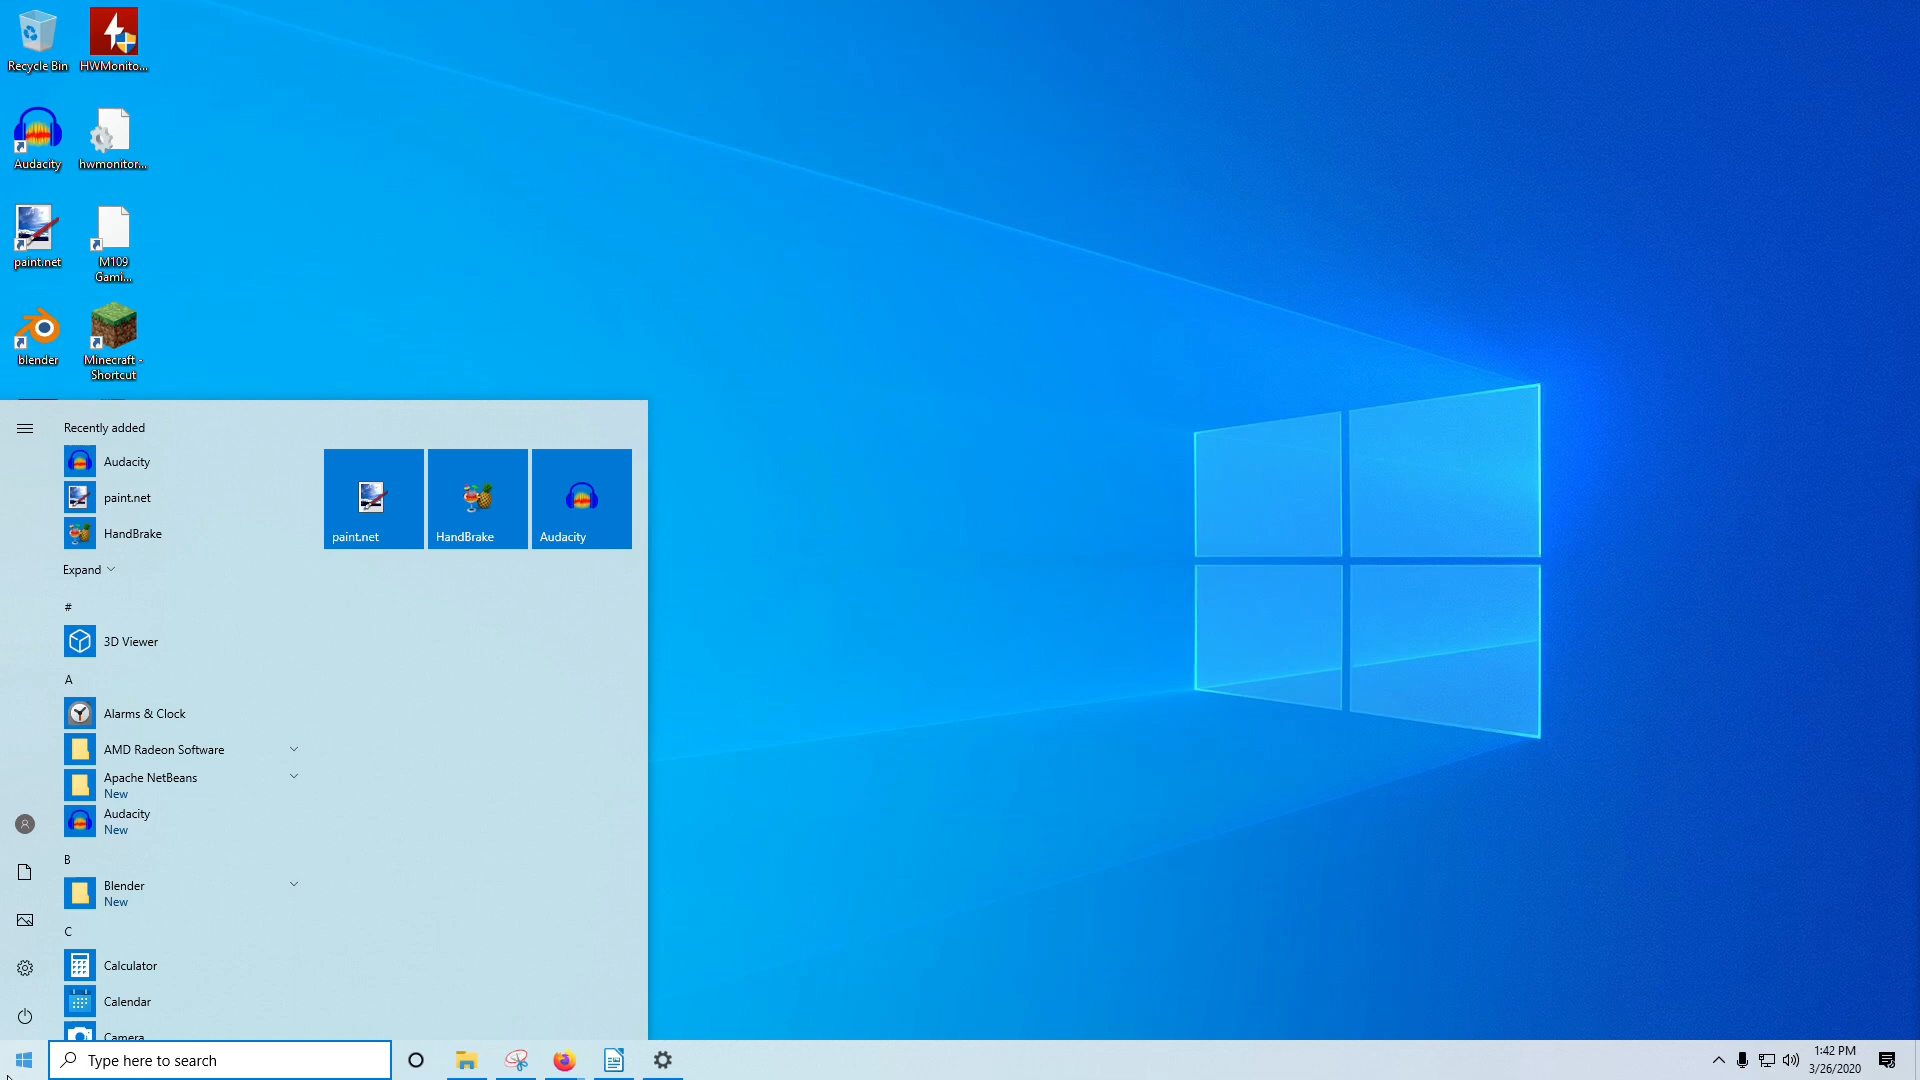 Recycle Bin
HWMonito...
Audacity
hwmonitor...
paint.net
M109
Gami...
blender
Minecraft -
Shortcut
Recently added
Audacity
paint.net
HandBrake
Expand
#
3D Viewer
A
Alarms & Clock
AMD Radeon Software
Apache NetBeans
New
Audacity
New
B
Blender
New
C
Calculator
Calendar
Camera
paint.net
HandBrake
Audacity
Type here to search
1:42 PM
3/26/2020